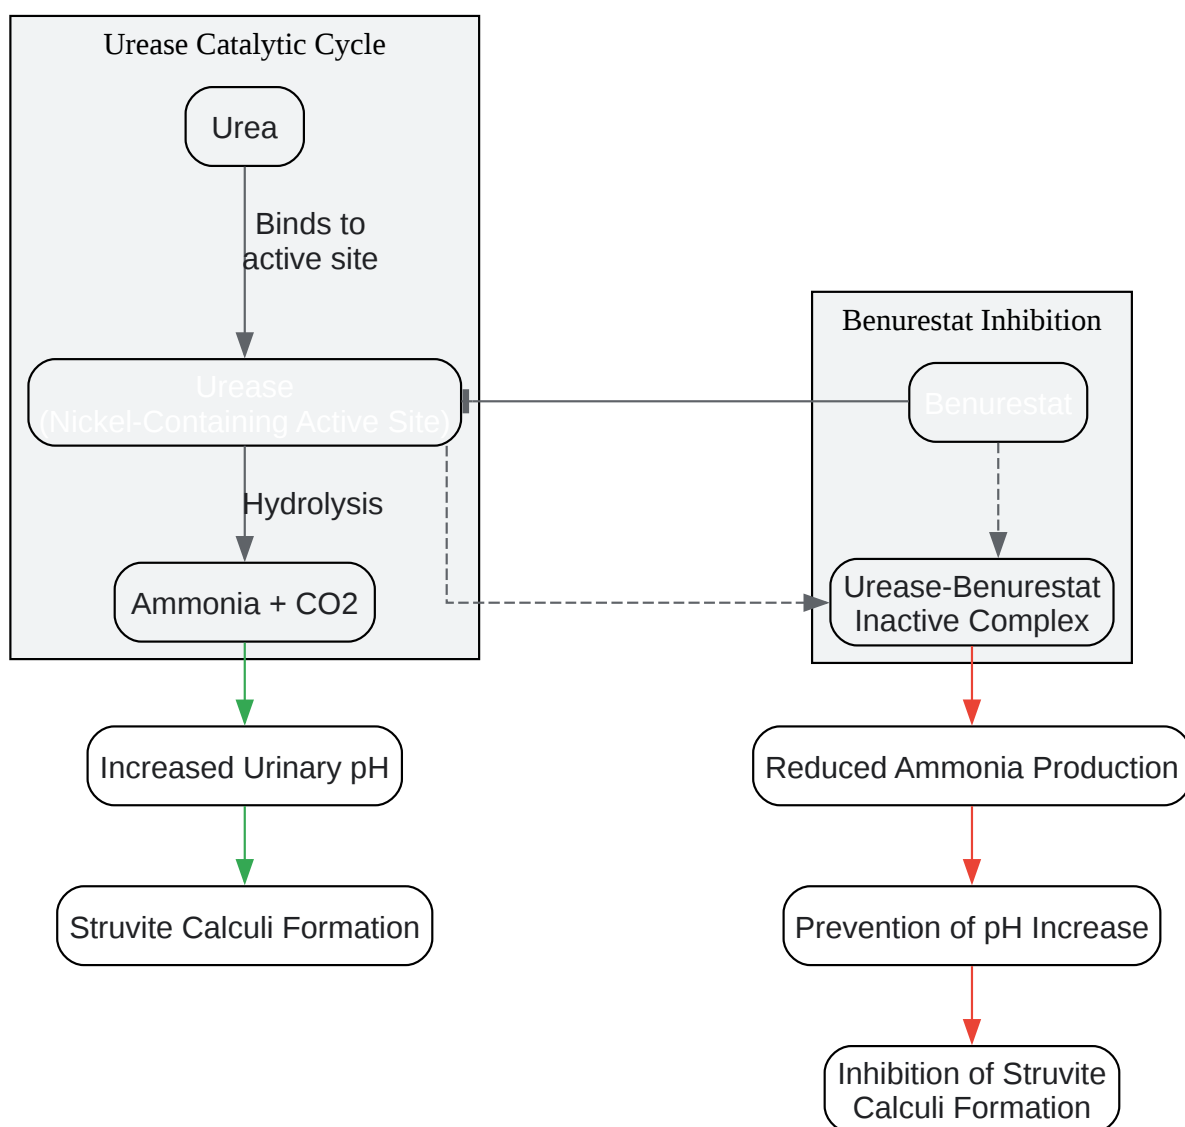 Urease Catalytic Cycle
Urea
Binds to
active site
Urease
(Nickel-Containing Active Site)
Hydrolysis
Ammonia + CO2
Increased Urinary pH
Struvite Calculi Formation
Benurestat Inhibition
Benurestat
Urease-Benurestat
Inactive Complex
Reduced Ammonia Production
Prevention of pH Increase
Inhibition of Struvite
Calculi Formation